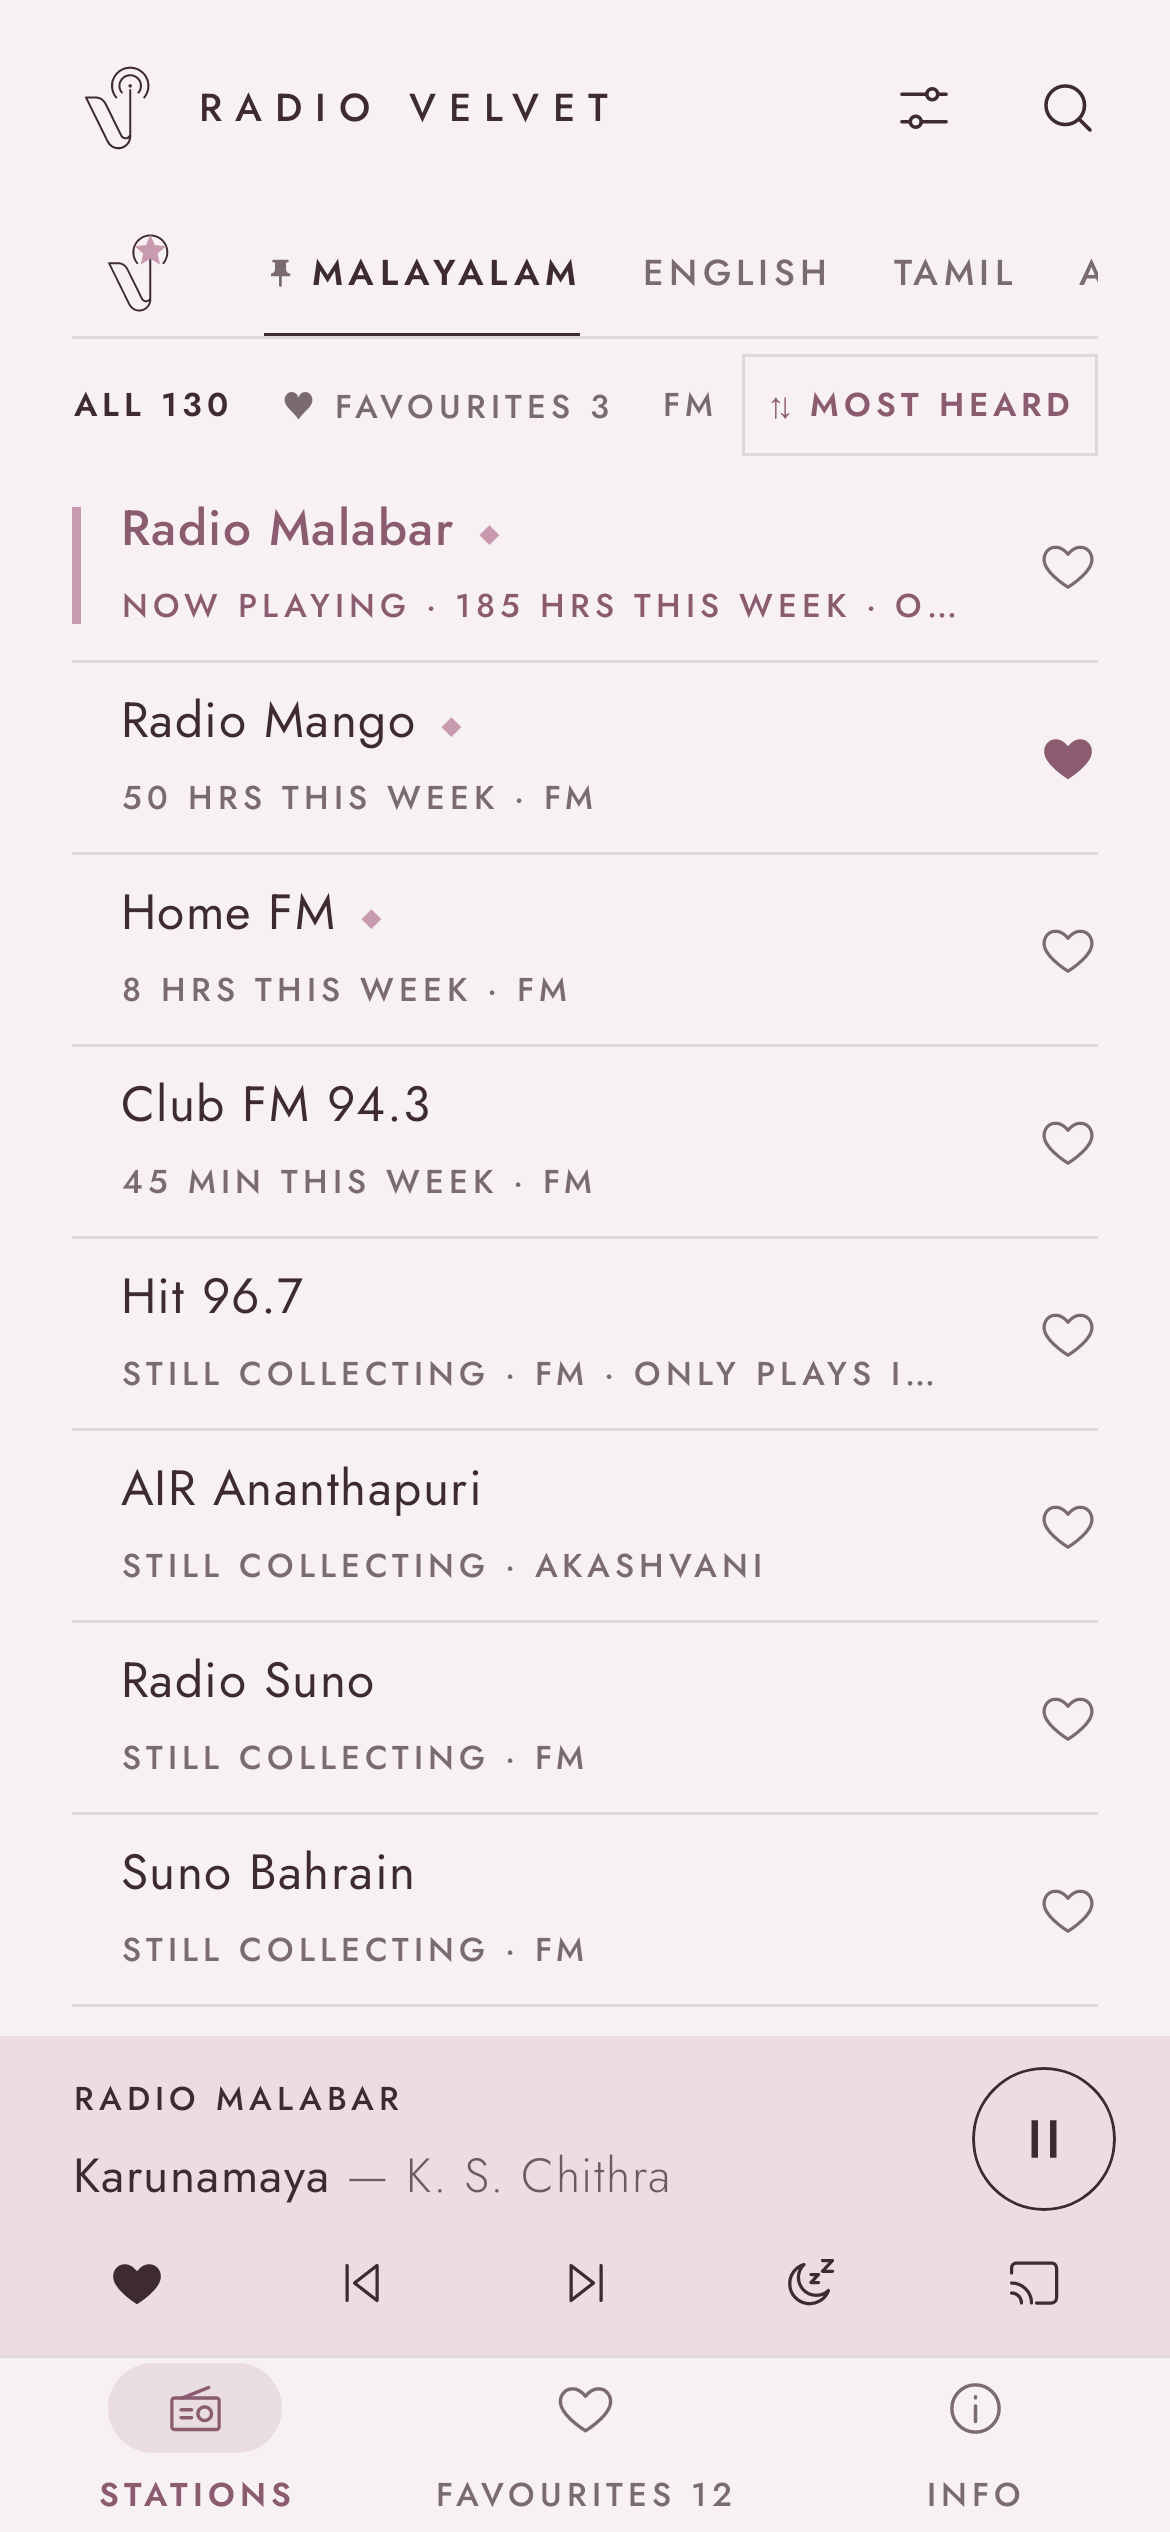 RADIO VELVET
MALAYALAM ENGLISH TAMIL A
ALL 130 FAVOURITES 3 FM ↑↓ MOST HEARD
Radio Malabar
NOW PLAYING · 185 HRS THIS WEEK · O...
Radio Mango
50 HRS THIS WEEK · FM
Home FM
8 HRS THIS WEEK · FM
Club FM 94.3
45 MIN THIS WEEK · FM
Hit 96.7
STILL COLLECTING · FM · ONLY PLAYS I...
AIR Ananthapuri
STILL COLLECTING · AKASHVANI
Radio Suno
STILL COLLECTING · FM
Suno Bahrain
STILL COLLECTING · FM
RADIO MALABAR
Karunamaya — K. S. Chithra
STATIONS FAVOURITES 12 INFO